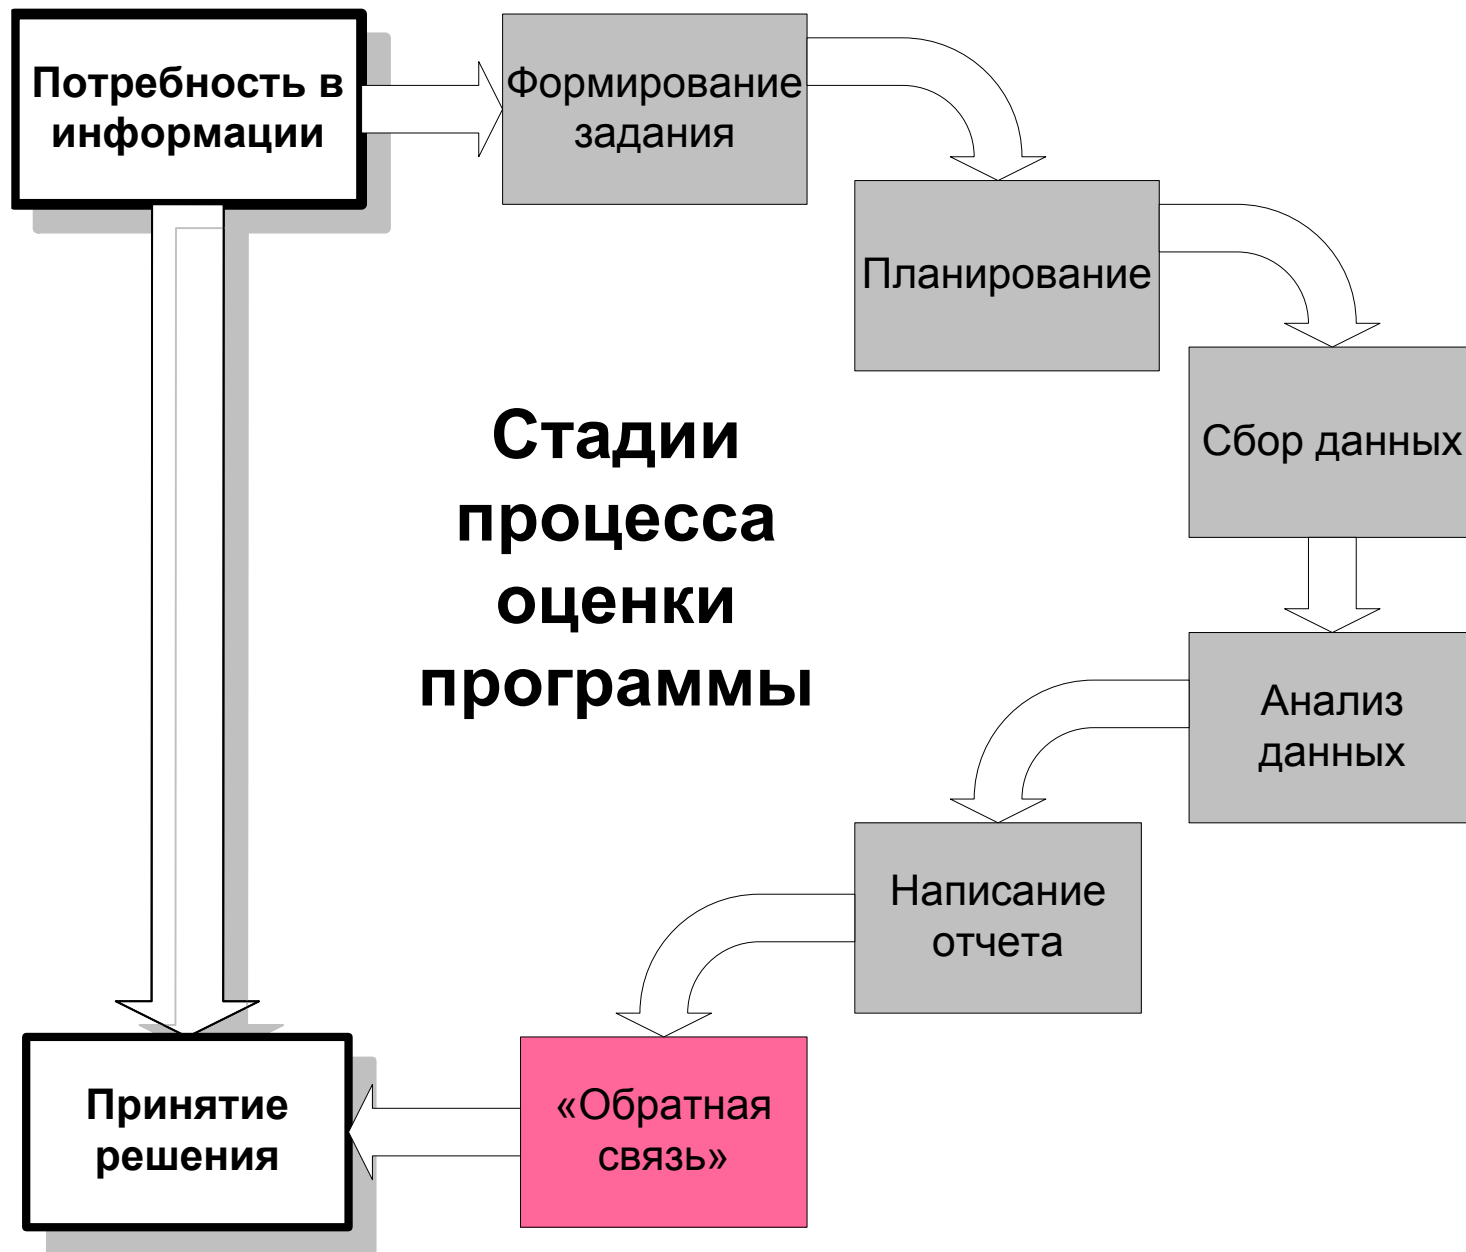 Потребность в
информации
Формирование
задания
Планирование
Сбор данных
Стадии
процесса
оценки
программы
Анализ
данных
Написание
отчета
«Обратная
связь»
Принятие
решения